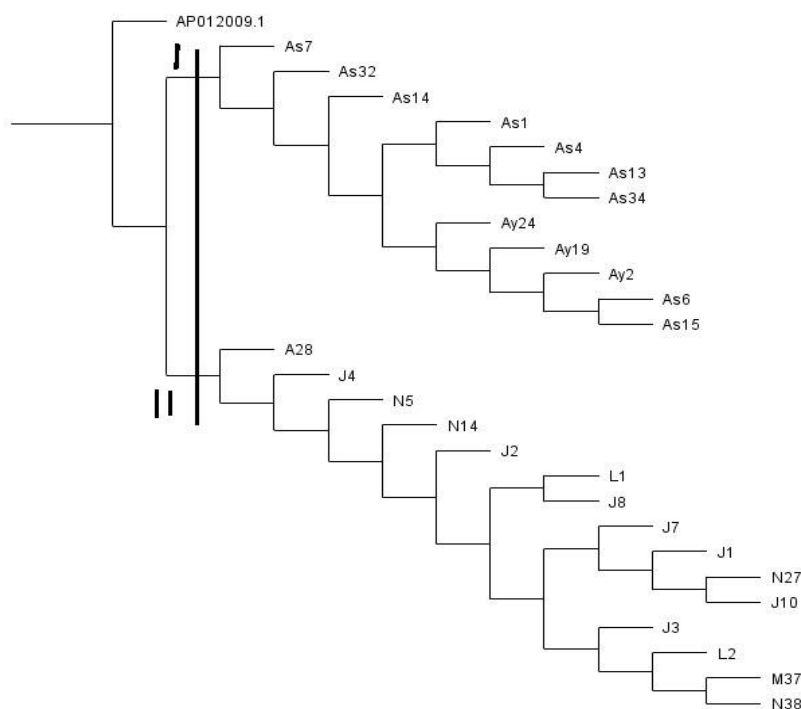 AP012009.1
I
As7
As32
As14
As1
As4
As13
As34
Ay24
Ay19
Ay2
As6
As15
A28
J4
II
N5
N14
J2
L1
J8
J7
J1
N27
J10
J3
L2
M37
N38